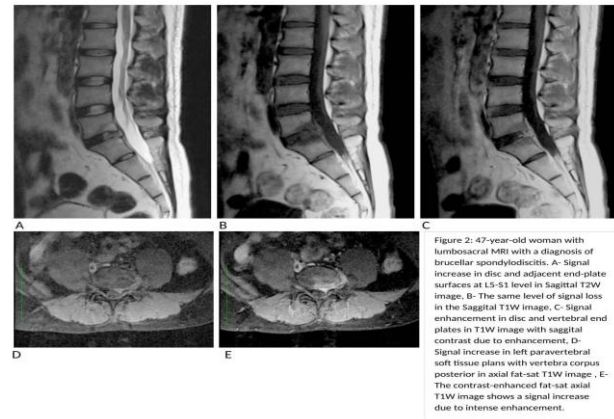 A
B
C
D
E
Figure 2: 47-year-old woman with
lumbosacral MRI with a diagnosis of
brucellar spondylodiscitis. A- Signal
increase in disc and adjacent end-plate
surfaces at L5-S1 level in Sagittal T2W
image, B- The same level of signal loss
in the Saggital T1W image, C- Signal
enhancement in disc and vertebral end
plates in T1W image with saggital
contrast due to enhancement, D-
Signal increase in left paravertebral
soft tissue plans with vertebra corpus
posterior in axial fat-sat T1W image , E-
The contrast-enhanced fat-sat axial
T1W image shows a signal increase
due to intense enhancement.